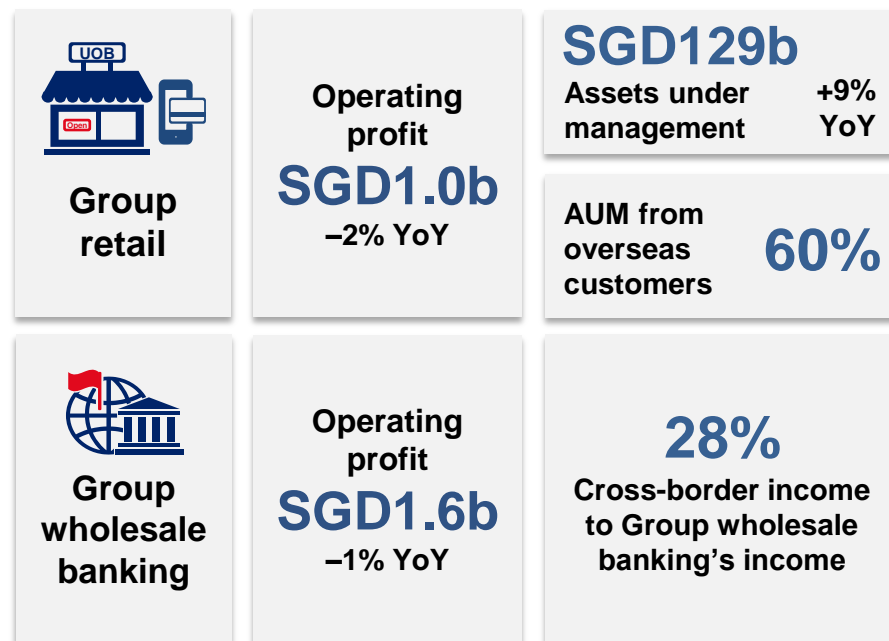 UOB
Open
Group
retail
Operating
profit
SGD1.0b
–2% YoY
SGD129b
Assets under
management
+9%
YoY
AUM from
overseas
customers
60%
Group
wholesale
banking
Operating
profit
SGD1.6b
–1% YoY
28%
Cross-border income
to Group wholesale
banking’s income